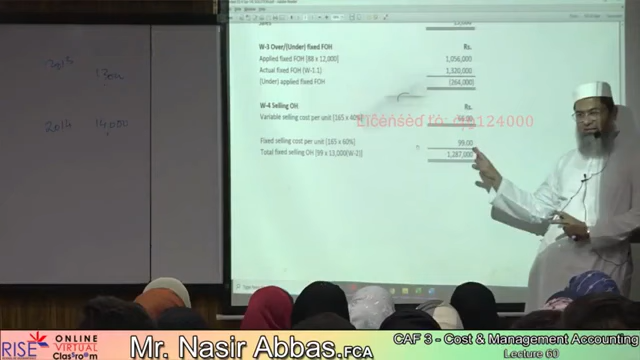 2013
2014 14,000
W-3 Over/(Under) fixed FOH Rs.
Applied fixed FOH [88 x 12,000] 1,056,000
Actual fixed FOH (W-1.1) 1,320,000
(Under) applied fixed FOH (264,000)
W-4 Selling OH Rs.
Variable selling cost per unit (165 x 40%)
Licensed to:
Fixed selling cost per unit (165 x 60%) 99.00
Total fixed selling OH [99 x 13,000(W-2)] 1,287,000
RISE ONLINE VIRTUAL Classroom
Mr. Nasir Abbas.FCA
CAF 3 - Cost & Management Accounting
Lecture 60